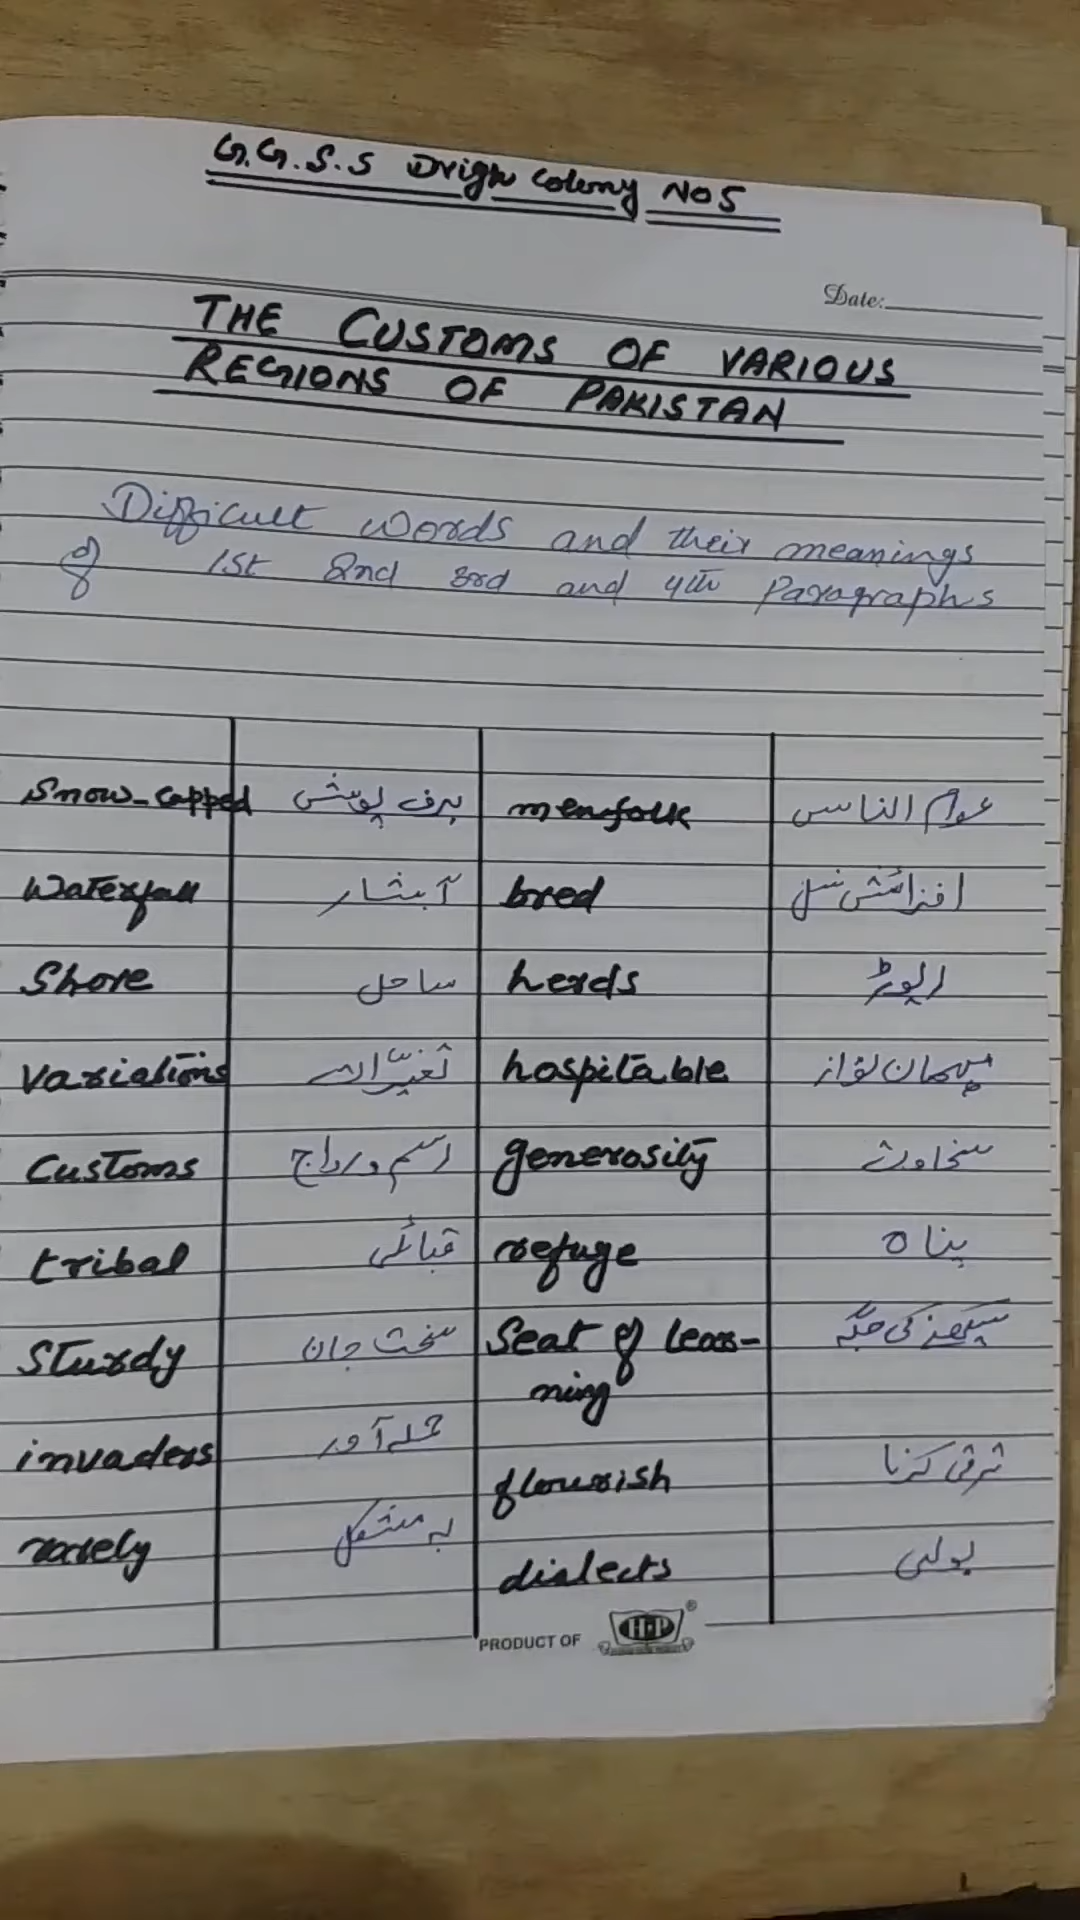 G.G.S.S Drigh Colony No 5
Date:
THE CUSTOMS OF VARIOUS
REGIONS OF PAKISTAN
Difficult words and their meanings
of 1st 2nd 3rd and 4th Paragraphs
Snow-capped برف پوش menfolk عوام الناس
Waterfall آبشار bred افزائش نسل
Shore ساحل herds ریوڑ
Variations تغیرات hospitable مہمان نواز
Customs رسم و رواج generosity سخاوت
tribal قبائلی refuge پناہ
Sturdy سخت جان Seat of lear- سیکھنے کی جگہ
ning
invaders حملہ آور flourish ترقی کرنا
rarely بہ مشکل dialects بولی
PRODUCT OF HP